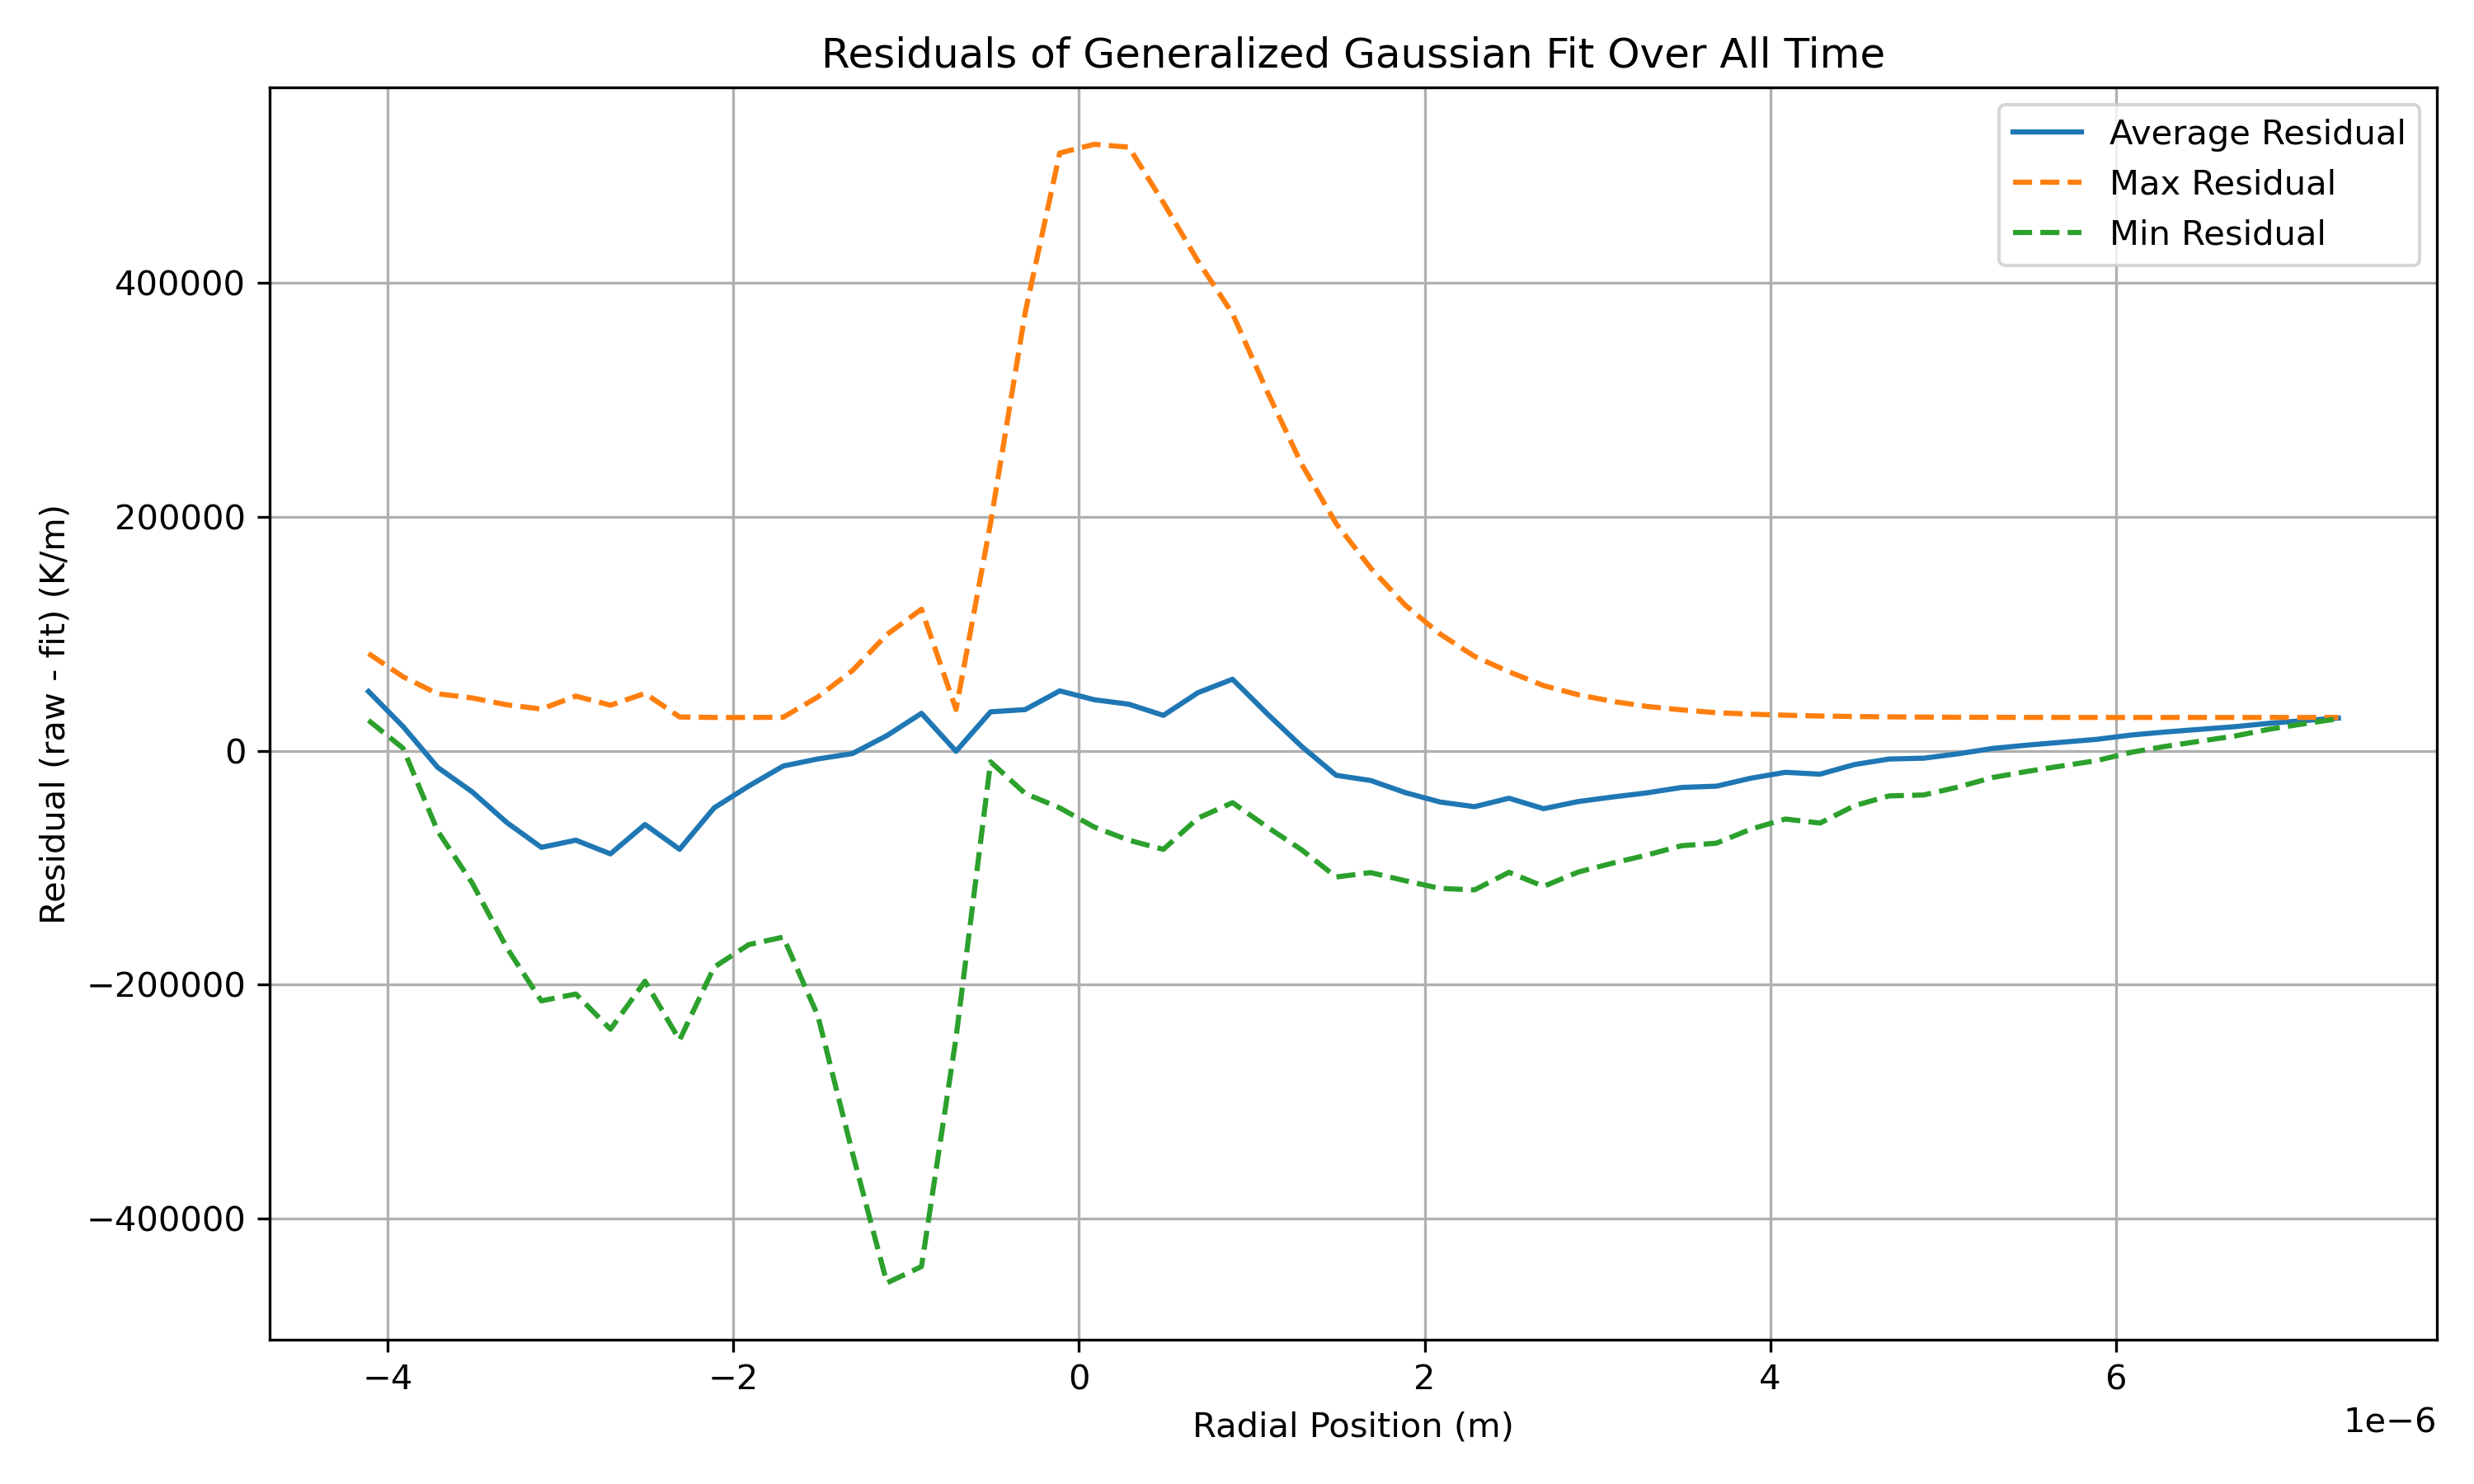 Residuals of Generalized Gaussian Fit Over All Time
Average Residual
Max Residual
Min Residual
Residual (raw - fit) (K/m)
400000
200000
0
−200000
−400000
−4
−2
0
2
4
6
1e−6
Radial Position (m)